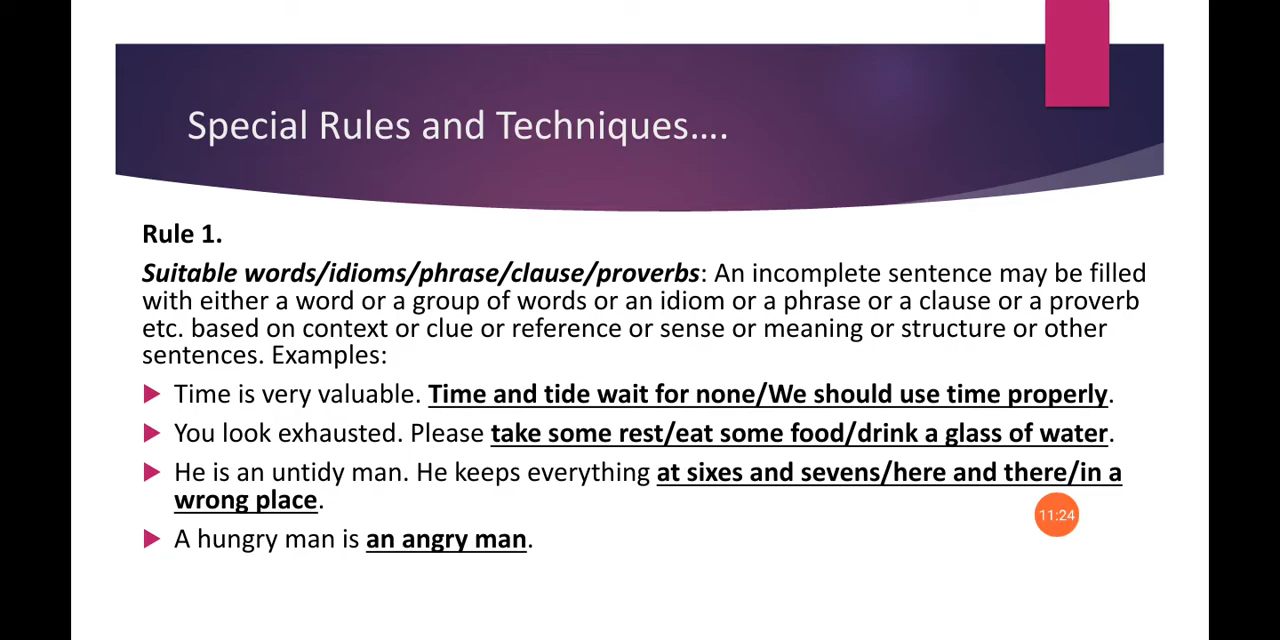 Special Rules and Techniques....
Rule 1.
Suitable words/idioms/phrase/clause/proverbs: An incomplete sentence may be filled
with either a word or a group of words or an idiom or a phrase or a clause or a proverb
etc. based on context or clue or reference or sense or meaning or structure or other
sentences. Examples:
Time is very valuable. Time and tide wait for none/We should use time properly.
You look exhausted. Please take some rest/eat some food/drink a glass of water.
He is an untidy man. He keeps everything at sixes and sevens/here and there/in a
wrong place.
11:24
A hungry man is an angry man.